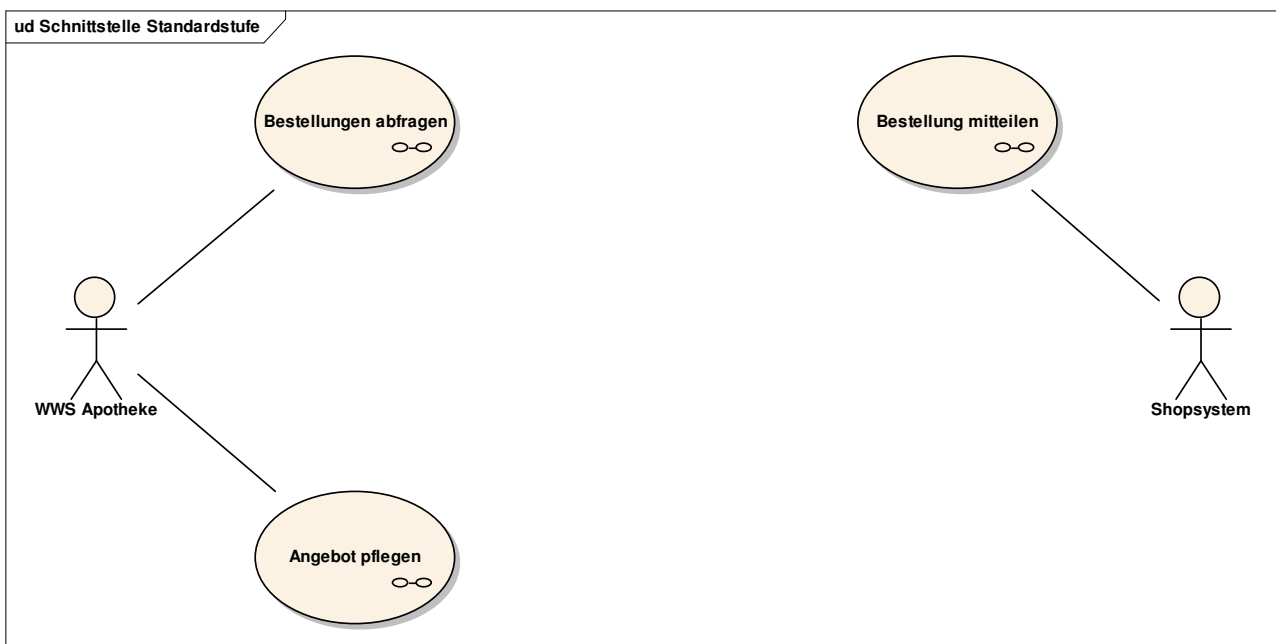 ud Schnittstelle Standardstufe
Bestellungen abfragen
Bestellung mitteilen
WWS Apotheke
Shopsystem
Angebot pflegen